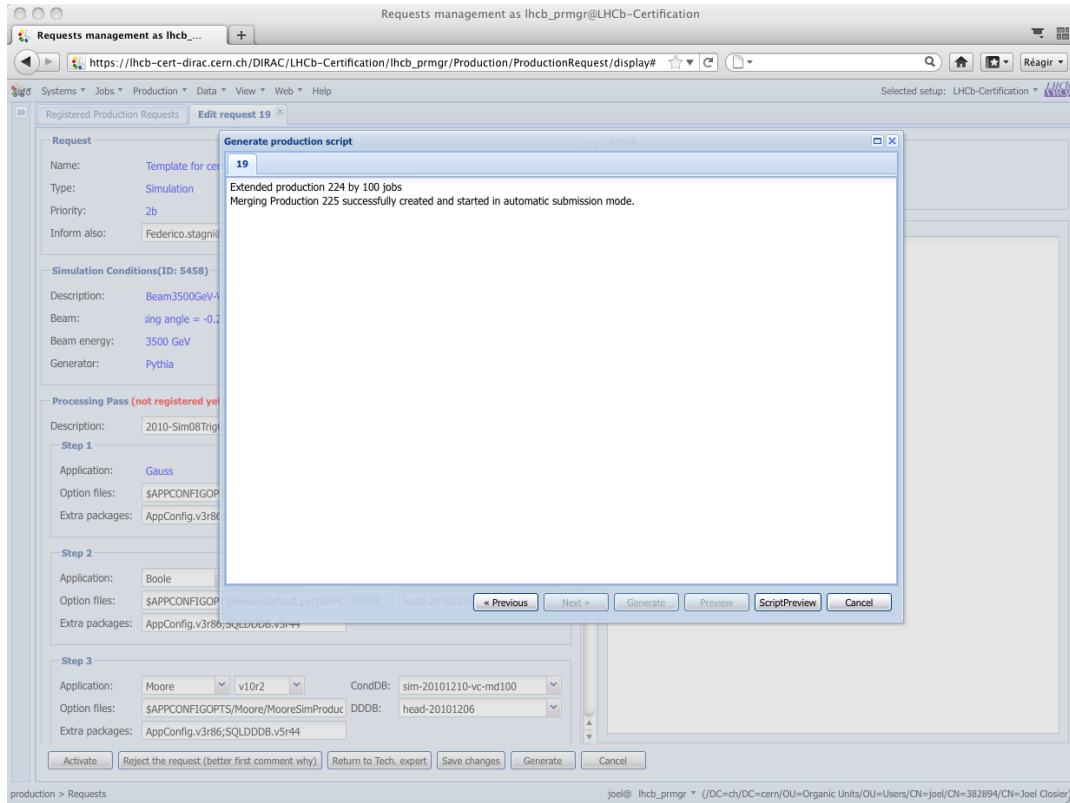 Requests management as lhcb_prmgr@LHCb-Certification
Requests management as lhcb_...
https://lhcb-cert-dirac.cern.ch/DIRAC/LHCb-Certification/lhcb_prmgr/Production/ProductionRequest/display#
Réagir
Systems Jobs Production Data View Web Help Selected setup: LHCb-Certification
Registered Production Requests Edit request 19
Request Event
Generate production script
19
Name: Template for cer
Type: Simulation
Priority: 2b
Inform also: Federico.stagni@
Extended production 224 by 100 jobs
Merging Production 225 successfully created and started in automatic submission mode.
Simulation Conditions(ID: 5458)
Description: Beam3500GeV-V
Beam: sing angle = -0.2
Beam energy: 3500 GeV
Generator: Pythia
Processing Pass (not registered yet
Description: 2010-Sim08Trig
Step 1
Application: Gauss
Option files: $APPCONFIGOP
Extra packages: AppConfig.v3r86
Step 2
Application: Boole
Option files: $APPCONFIGOPTS/Boole/Default.py;$APPC DDDB: head-20101206
Extra packages: AppConfig.v3r86;SQLDDDB.v5r44
« Previous Next » Generate Preview ScriptPreview Cancel
Step 3
Application: Moore v10r2 CondDB: sim-20101210-vc-md100
Option files: $APPCONFIGOPTS/Moore/MooreSimProduc DDDB: head-20101206
Extra packages: AppConfig.v3r86;SQLDDDB.v5r44
Activate Reject the request (better first comment why) Return to Tech. expert Save changes Generate Cancel
production > Requests joel@ lhcb_prmgr (/DC=ch/DC=cern/OU=Organic Units/OU=Users/CN=joel/CN=382894/CN=Joel Closier)